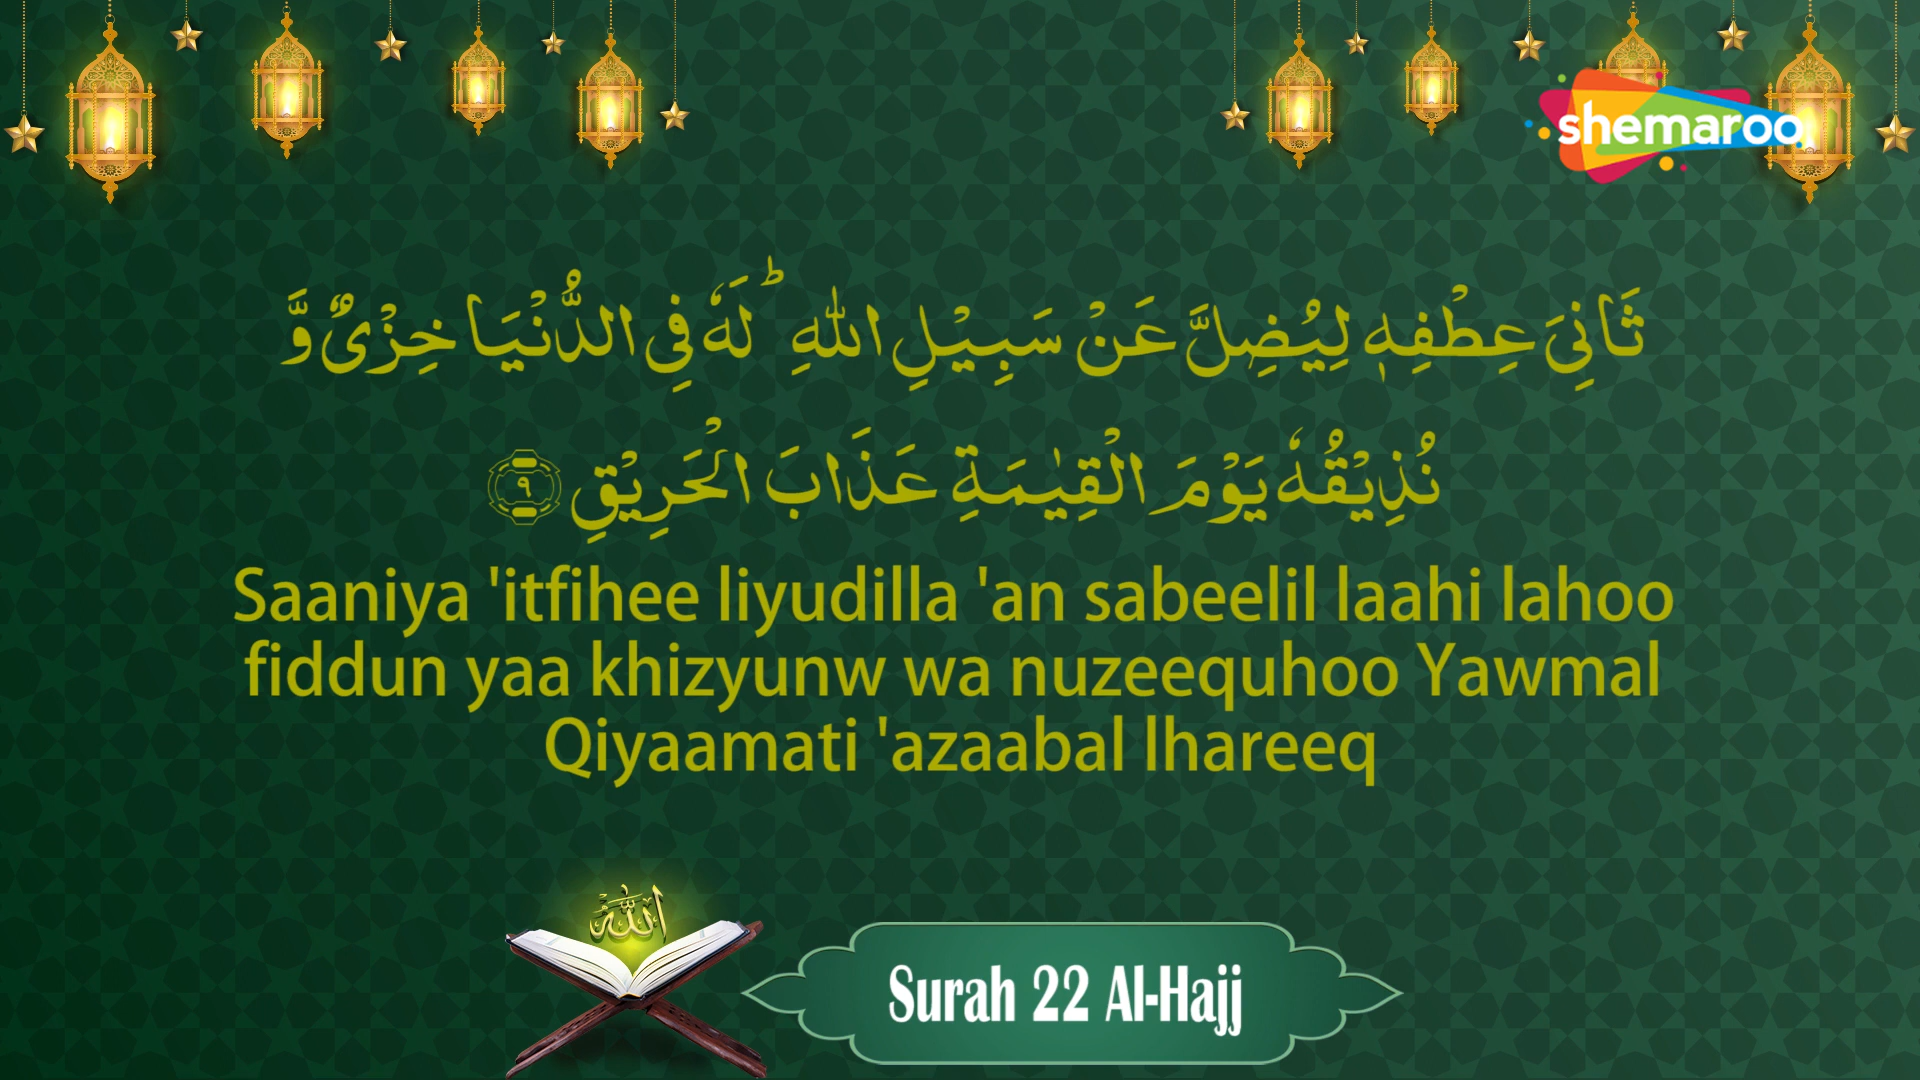 shemaroo
ثَانِيَ عِطْفِهٖ لِيُضِلَّ عَنْ سَبِيْلِ اللّٰهِ ؕ لَهٗ فِي الدُّنْيَا خِزْيٌ وَّ
نُذِيْقُهٗ يَوْمَ الْقِيٰمَةِ عَذَابَ الْحَرِيْقِ ۹
Saaniya 'itfihee liyudilla 'an sabeelil laahi lahoo
fiddun yaa khizyunw wa nuzeequhoo Yawmal
Qiyaamati 'azaabal lhareeq
الله
Surah 22 Al-Hajj